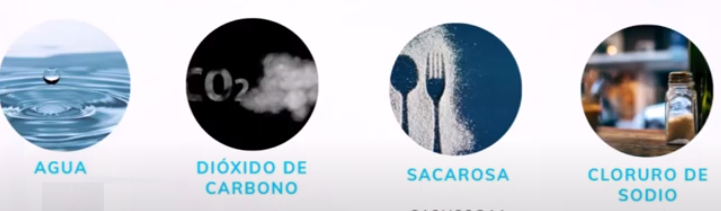 CO₂
AGUA
DIÓXIDO DE
CARBONO
SACAROSA
CLORURO DE
SODIO